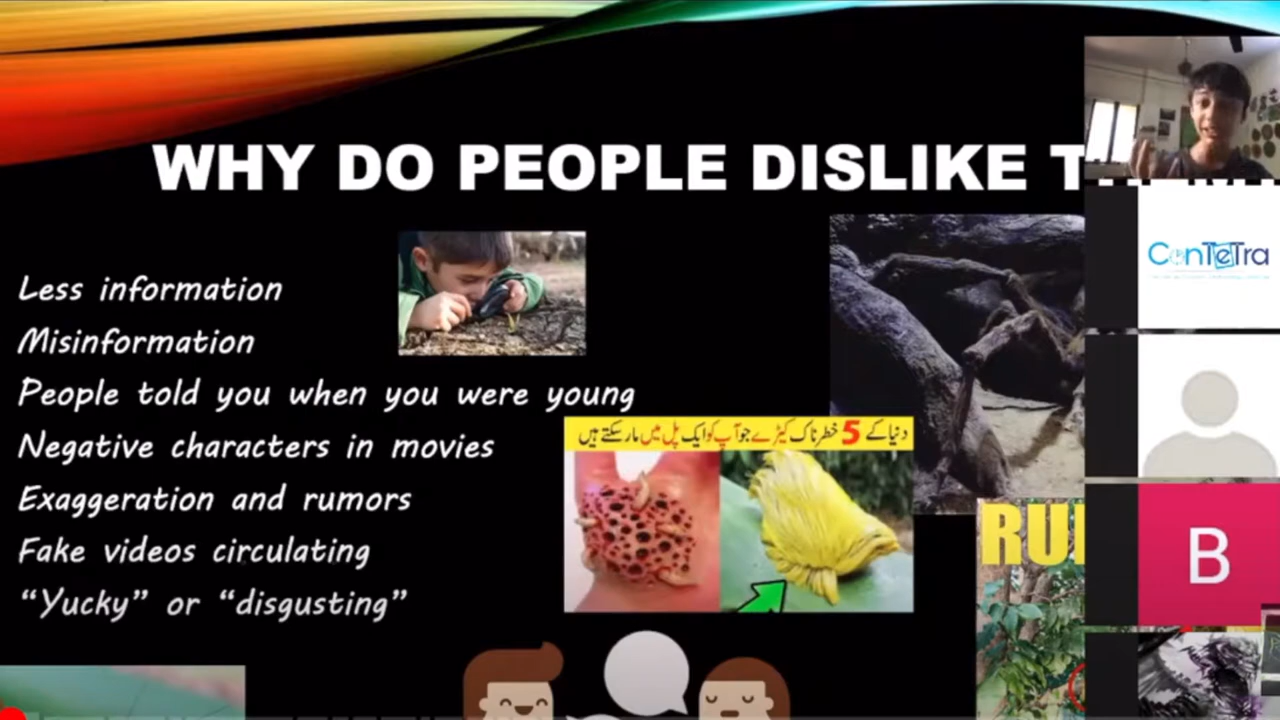 WHY DO PEOPLE DISLIKE
Less information
Misinformation
People told you when you were young
Negative characters in movies
Exaggeration and rumors
Fake videos circulating
“Yucky” or “disgusting”
دنیا کے 5 خطرناک کیڑے جو آپ کو ایک پل میں مار سکتے ہیں
RU
ConTeTra
B